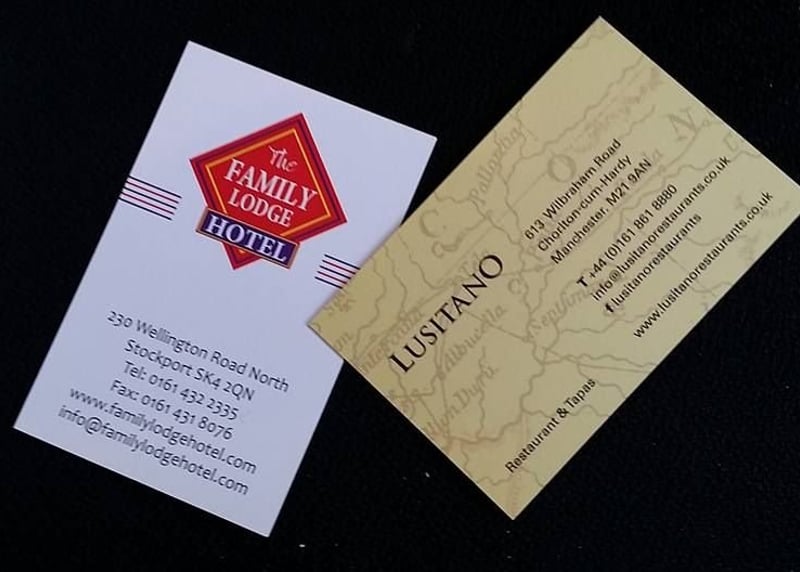 The
FAMILY
LODGE
HOTEL
230 Wellington Road North
Stockport SK4 2QN
Tel: 0161 432 2335
Fax: 0161 431 8076
www.familylodgehotel.com
info@familylodgehotel.com
LUSITANO
613 Wilbraham Road
Chorlton-cum-Hardy
Manchester. M21 9AN
T +44 (0)161 861 8880
info@lusitanorestaurants.co.uk
f lusitanorestaurants
www.lusitanorestaurants.co.uk
Restaurant & Tapas